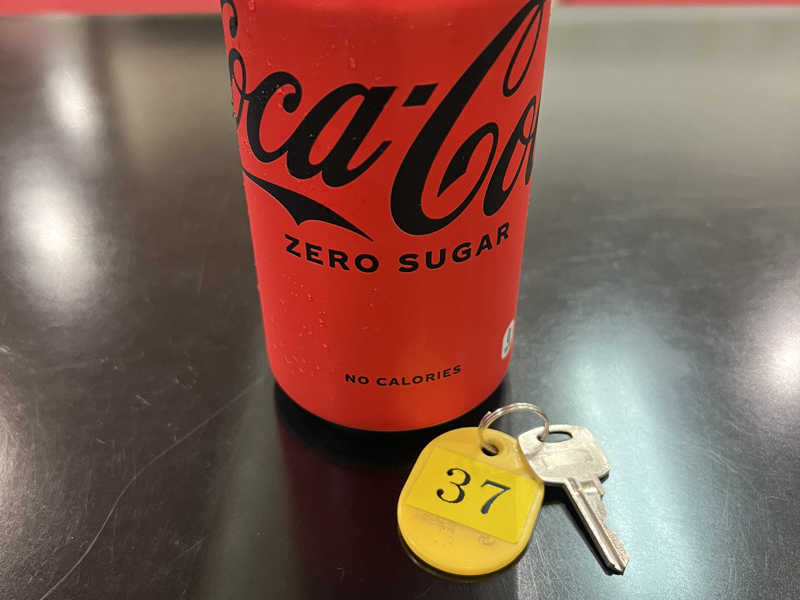 Coca-Co
ZERO SUGAR
NO CALORIES
37